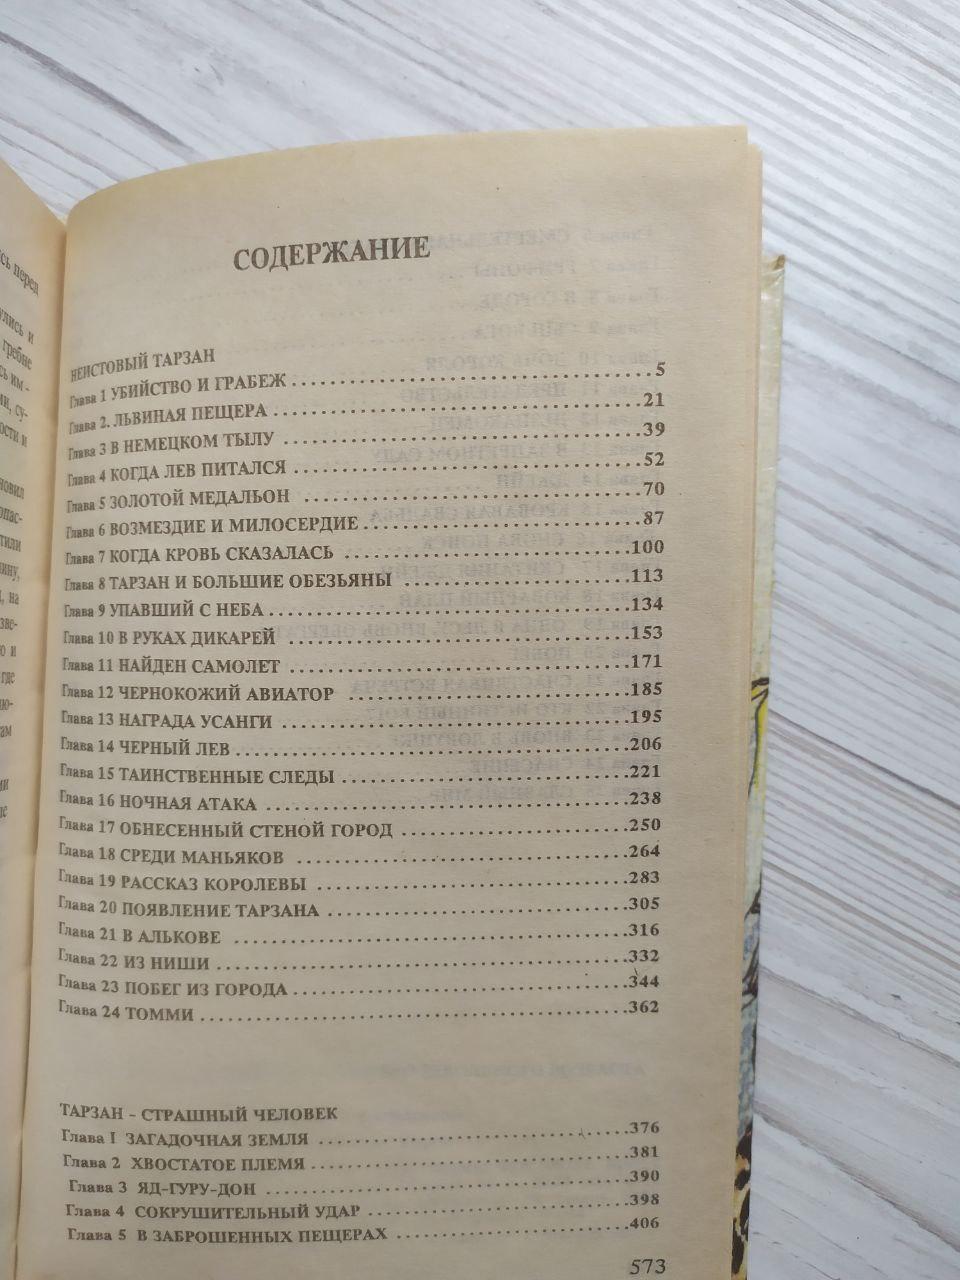 СОДЕРЖАНИЕ
НЕИСТОВЫЙ ТАРЗАН
Глава 1 УБИЙСТВО И ГРАБЕЖ 5
Глава 2. ЛЬВИНАЯ ПЕЩЕРА 21
Глава 3 В НЕМЕЦКОМ ТЫЛУ 39
Глава 4 КОГДА ЛЕВ ПИТАЛСЯ 52
Глава 5 ЗОЛОТОЙ МЕДАЛЬОН 70
Глава 6 ВОЗМЕЗДИЕ И МИЛОСЕРДИЕ 87
Глава 7 КОГДА КРОВЬ СКАЗАЛАСЬ 100
Глава 8 ТАРЗАН И БОЛЬШИЕ ОБЕЗЬЯНЫ 113
Глава 9 УПАВШИЙ С НЕБА 134
Глава 10 В РУКАХ ДИКАРЕЙ 153
Глава 11 НАЙДЕН САМОЛЕТ 171
Глава 12 ЧЕРНОКОЖИЙ АВИАТОР 185
Глава 13 НАГРАДА УСАНГИ 195
Глава 14 ЧЕРНЫЙ ЛЕВ 206
Глава 15 ТАИНСТВЕННЫЕ СЛЕДЫ 221
Глава 16 НОЧНАЯ АТАКА 238
Глава 17 ОБНЕСЕННЫЙ СТЕНОЙ ГОРОД 250
Глава 18 СРЕДИ МАНЬЯКОВ 264
Глава 19 РАССКАЗ КОРОЛЕВЫ 283
Глава 20 ПОЯВЛЕНИЕ ТАРЗАНА 305
Глава 21 В АЛЬКОВЕ 316
Глава 22 ИЗ НИШИ 332
Глава 23 ПОБЕГ ИЗ ГОРОДА 344
Глава 24 ТОММИ 362
ТАРЗАН - СТРАШНЫЙ ЧЕЛОВЕК
Глава I ЗАГАДОЧНАЯ ЗЕМЛЯ 376
Глава 2 ХВОСТАТОЕ ПЛЕМЯ 381
Глава 3 ЯД-ГУРУ-ДОН 390
Глава 4 СОКРУШИТЕЛЬНЫЙ УДАР 398
Глава 5 В ЗАБРОШЕННЫХ ПЕЩЕРАХ 406
573